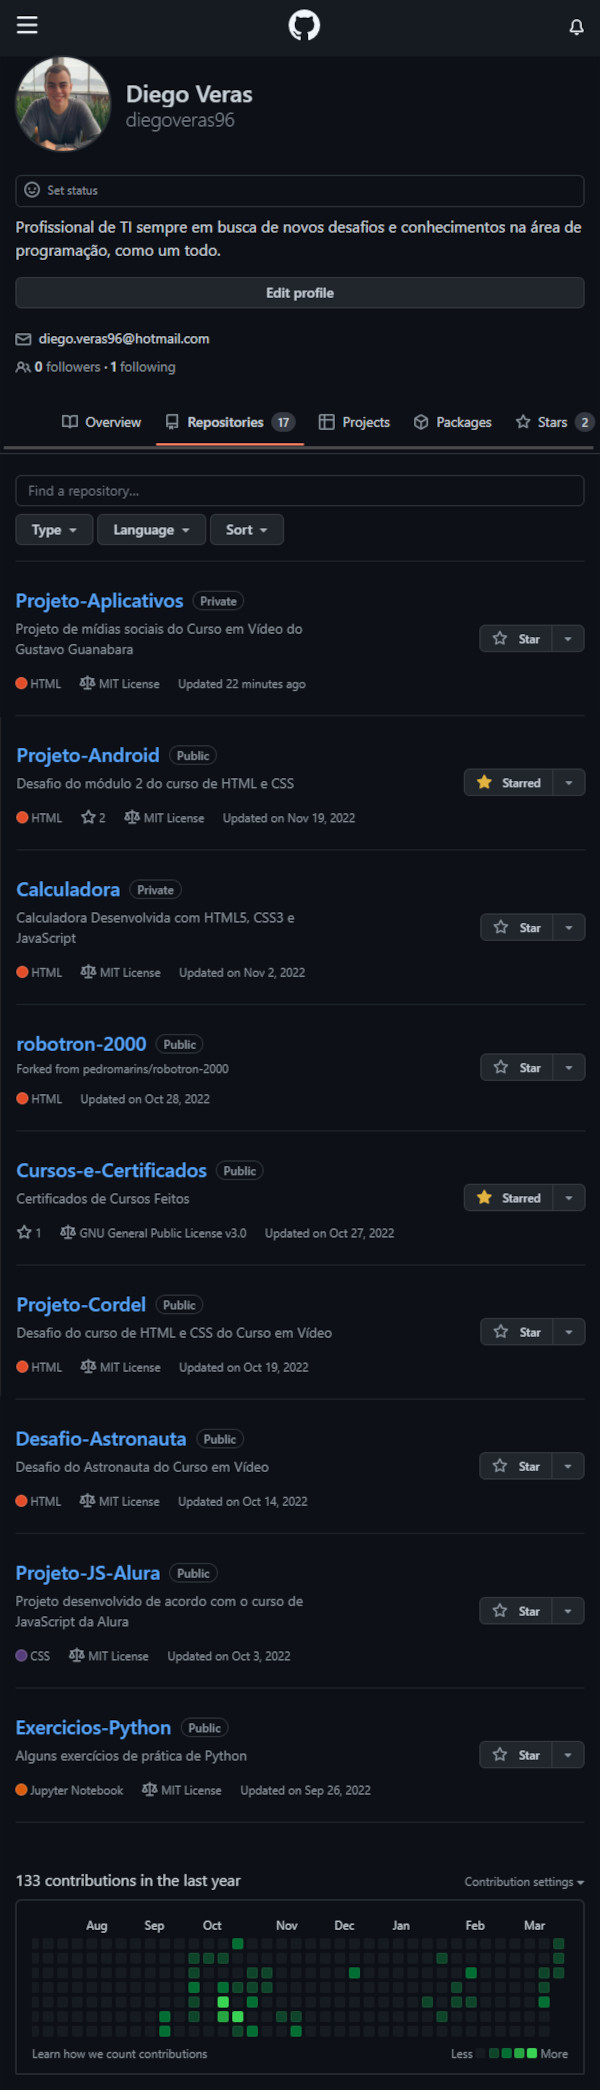 Diego Veras
diegoveras96
Set status
Profissional de TI sempre em busca de novos desafios e conhecimentos na área de
programação, como um todo.
Edit profile
diego.veras96@hotmail.com
0 followers · 1 following
Overview Repositories 17 Projects Packages Stars 2
Find a repository...
Type Language Sort
Projeto-Aplicativos Private
Projeto de mídias sociais do Curso em Vídeo do
Gustavo Guanabara
Star
HTML MIT License Updated 22 minutes ago
Projeto-Android Public
Desafio do módulo 2 do curso de HTML e CSS
Starred
HTML 2 MIT License Updated on Nov 19, 2022
Calculadora Private
Calculadora Desenvolvida com HTML5, CSS3 e
JavaScript
Star
HTML MIT License Updated on Nov 2, 2022
robotron-2000 Public
Forked from pedromarins/robotron-2000
Star
HTML Updated on Oct 28, 2022
Cursos-e-Certificados Public
Certificados de Cursos Feitos
Starred
1 GNU General Public License v3.0 Updated on Oct 27, 2022
Projeto-Cordel Public
Desafio do curso de HTML e CSS do Curso em Vídeo
Star
HTML MIT License Updated on Oct 19, 2022
Desafio-Astronauta Public
Desafio do Astronauta do Curso em Vídeo
Star
HTML MIT License Updated on Oct 14, 2022
Projeto-JS-Alura Public
Projeto desenvolvido de acordo com o curso de
JavaScript da Alura
Star
CSS MIT License Updated on Oct 3, 2022
Exercicios-Python Public
Alguns exercícios de prática de Python
Star
Jupyter Notebook MIT License Updated on Sep 26, 2022
133 contributions in the last year Contribution settings
Aug Sep Oct Nov Dec Jan Feb Mar
Learn how we count contributions Less More